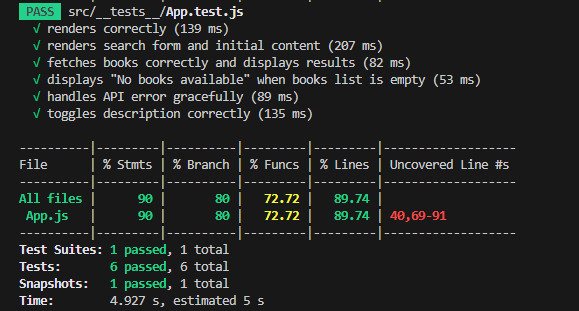 PASS src/__tests__/App.test.js
√ renders correctly (139 ms)
√ renders search form and initial content (207 ms)
√ fetches books correctly and displays results (82 ms)
√ displays "No books available" when books list is empty (53 ms)
√ handles API error gracefully (89 ms)
√ toggles description correctly (135 ms)
----------|---------|----------|---------|---------|-------------------
File      | % Stmts | % Branch | % Funcs | % Lines | Uncovered Line #s
----------|---------|----------|---------|---------|-------------------
All files |      90 |       80 |   72.72 |   89.74 |
 App.js   |      90 |       80 |   72.72 |   89.74 | 40,69-91
----------|---------|----------|---------|---------|-------------------
Test Suites: 1 passed, 1 total
Tests:       6 passed, 6 total
Snapshots:   1 passed, 1 total
Time:        4.927 s, estimated 5 s